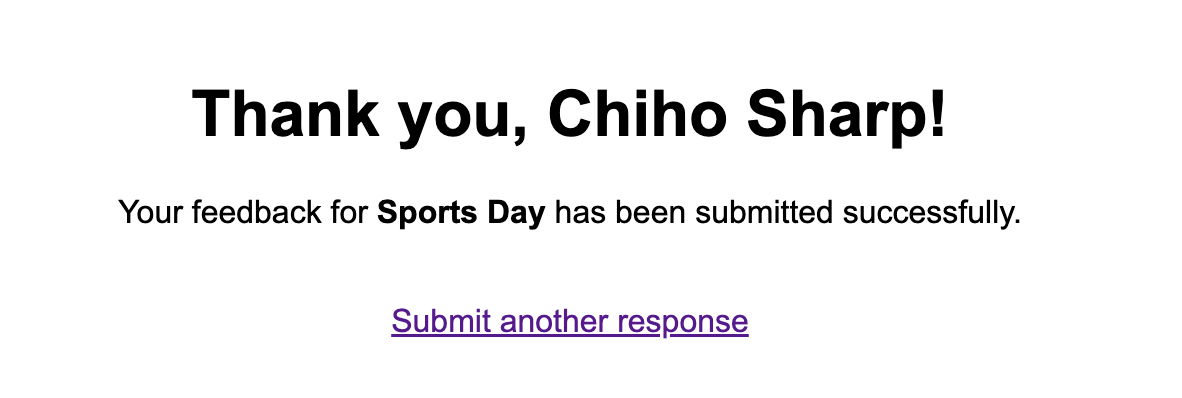 Thank you, Chiho Sharp!
Your feedback for Sports Day has been submitted successfully.
Submit another response